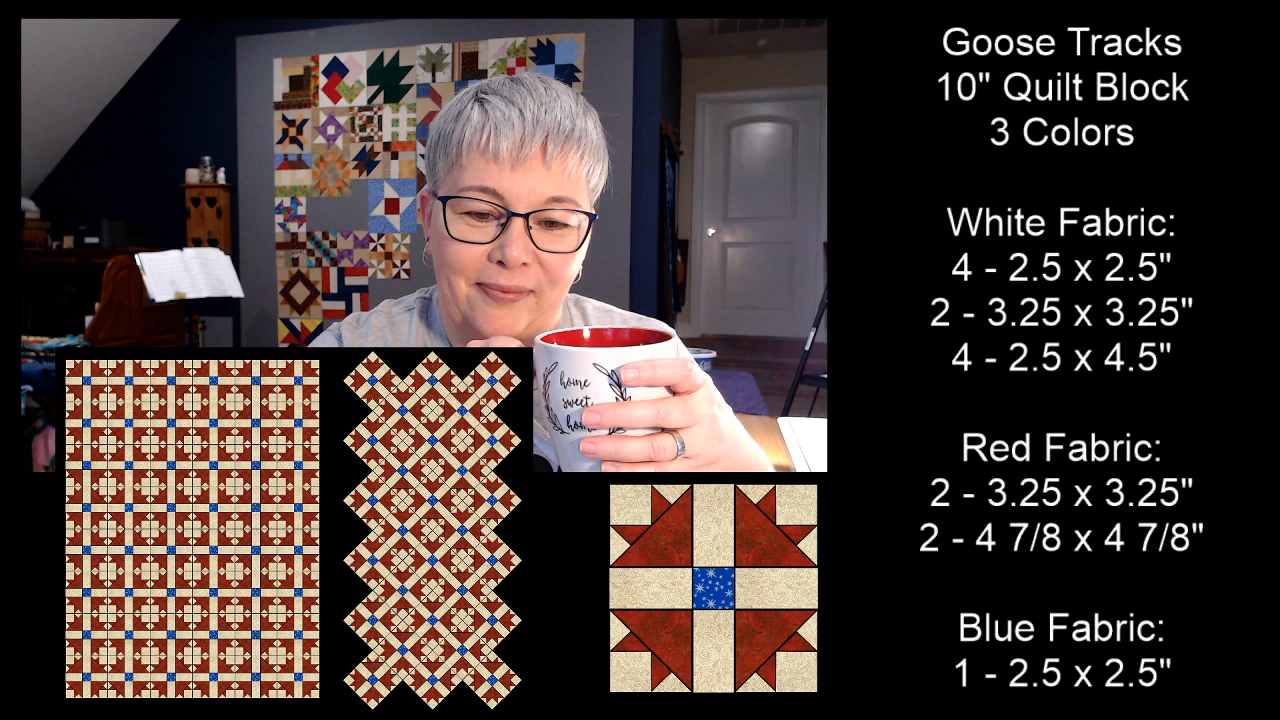 Goose Tracks
10" Quilt Block
3 Colors
White Fabric:
4 - 2.5 x 2.5"
2 - 3.25 x 3.25"
4 - 2.5 x 4.5"
Red Fabric:
2 - 3.25 x 3.25"
2 - 4 7/8 x 4 7/8"
Blue Fabric:
1 - 2.5 x 2.5"
home
sweet